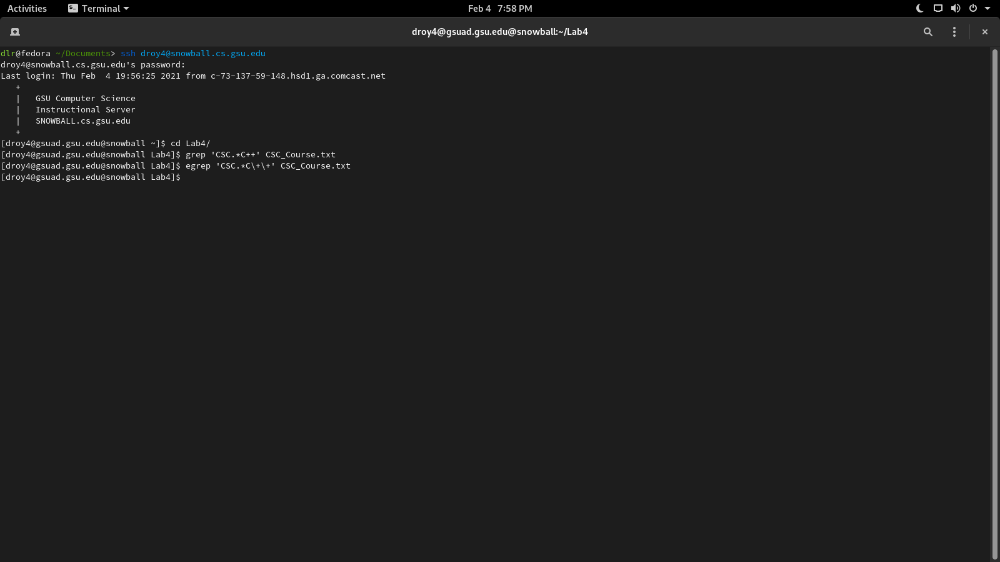 Activities Terminal Feb 4 7:58 PM
droy4@gsuad.gsu.edu@snowball:~/Lab4
dlr@fedora ~/Documents> ssh droy4@snowball.cs.gsu.edu
droy4@snowball.cs.gsu.edu's password:
Last login: Thu Feb  4 19:56:25 2021 from c-73-137-59-148.hsd1.ga.comcast.net
   +
   |   GSU Computer Science
   |   Instructional Server
   |   SNOWBALL.cs.gsu.edu
   +
[droy4@gsuad.gsu.edu@snowball ~]$ cd Lab4/
[droy4@gsuad.gsu.edu@snowball Lab4]$ grep 'CSC.*C++' CSC_Course.txt
[droy4@gsuad.gsu.edu@snowball Lab4]$ egrep 'CSC.*C\+\+' CSC_Course.txt
[droy4@gsuad.gsu.edu@snowball Lab4]$